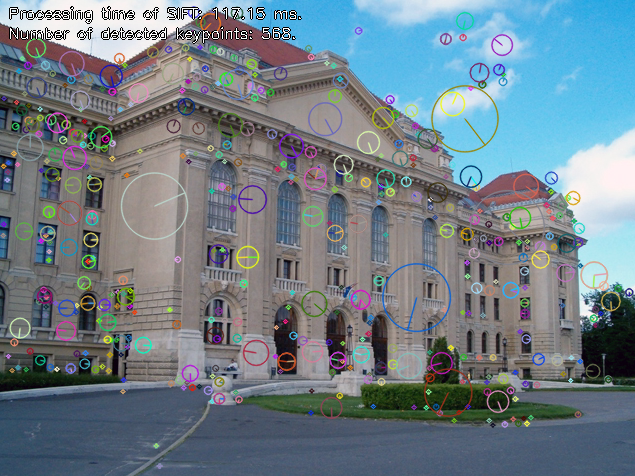 Processing time of SIFT: 117.15 ms.
Number of detected keypoints: 568.